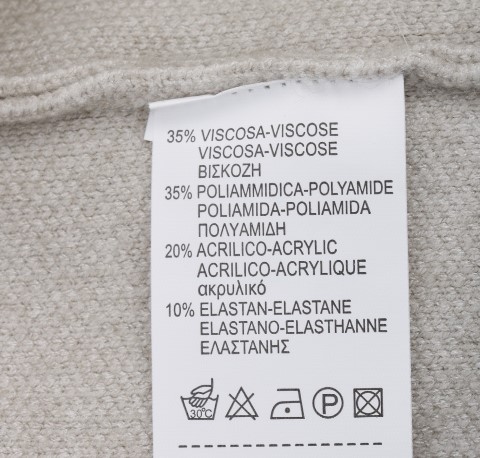 35% VISCOSA-VISCOSE
VISCOSA-VISCOSE
ΒΙΣΚΟΖΗ
35% POLIAMMIDICA-POLYAMIDE
POLIAMIDA-POLIAMIDA
ΠΟΛΥΑΜΙΔΗ
20% ACRILICO-ACRYLIC
ACRILICO-ACRYLIQUE
ακρυλικό
10% ELASTAN-ELASTANE
ELASTANO-ELASTHANNE
ΕΛΑΣΤΑΝΗΣ
30°C P